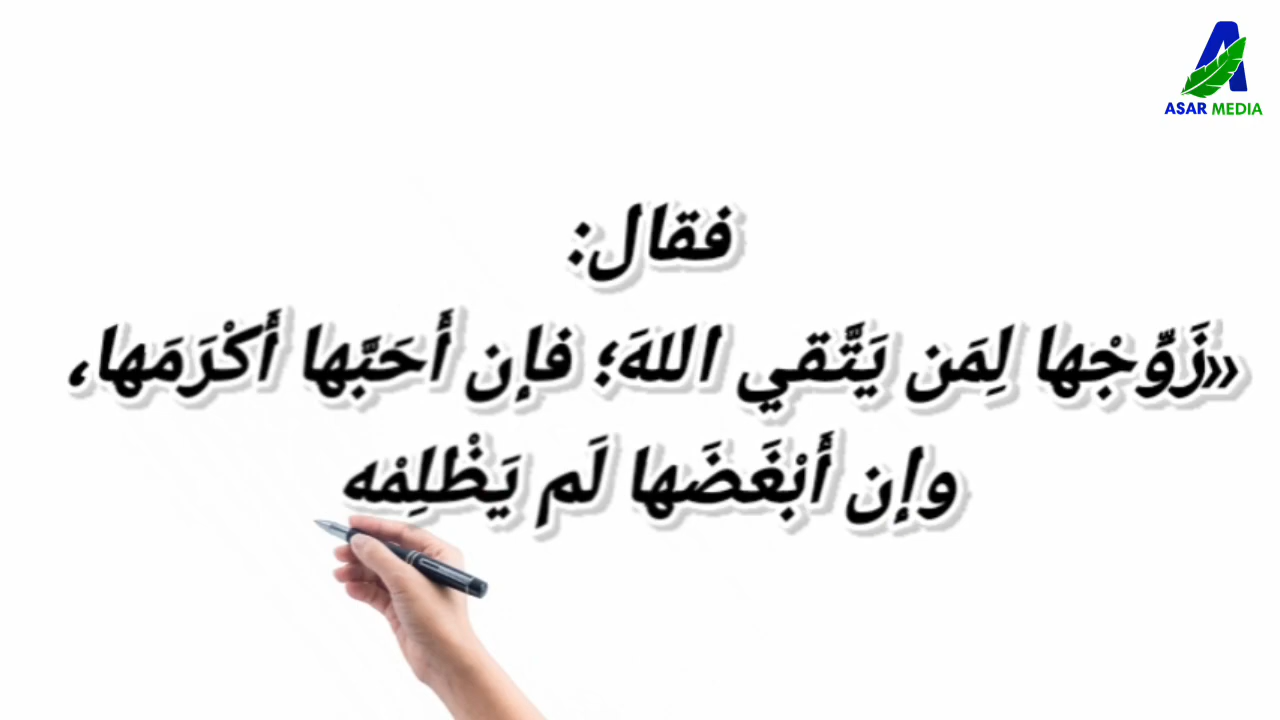 ASAR MEDIA
فقال:
«زَوِّجْها لِمَن يَتَّقي اللهَ؛ فإن أَحَبَّها أَكْرَمَها،
وإن أَبْغَضَها لَم يَظْلِمْه